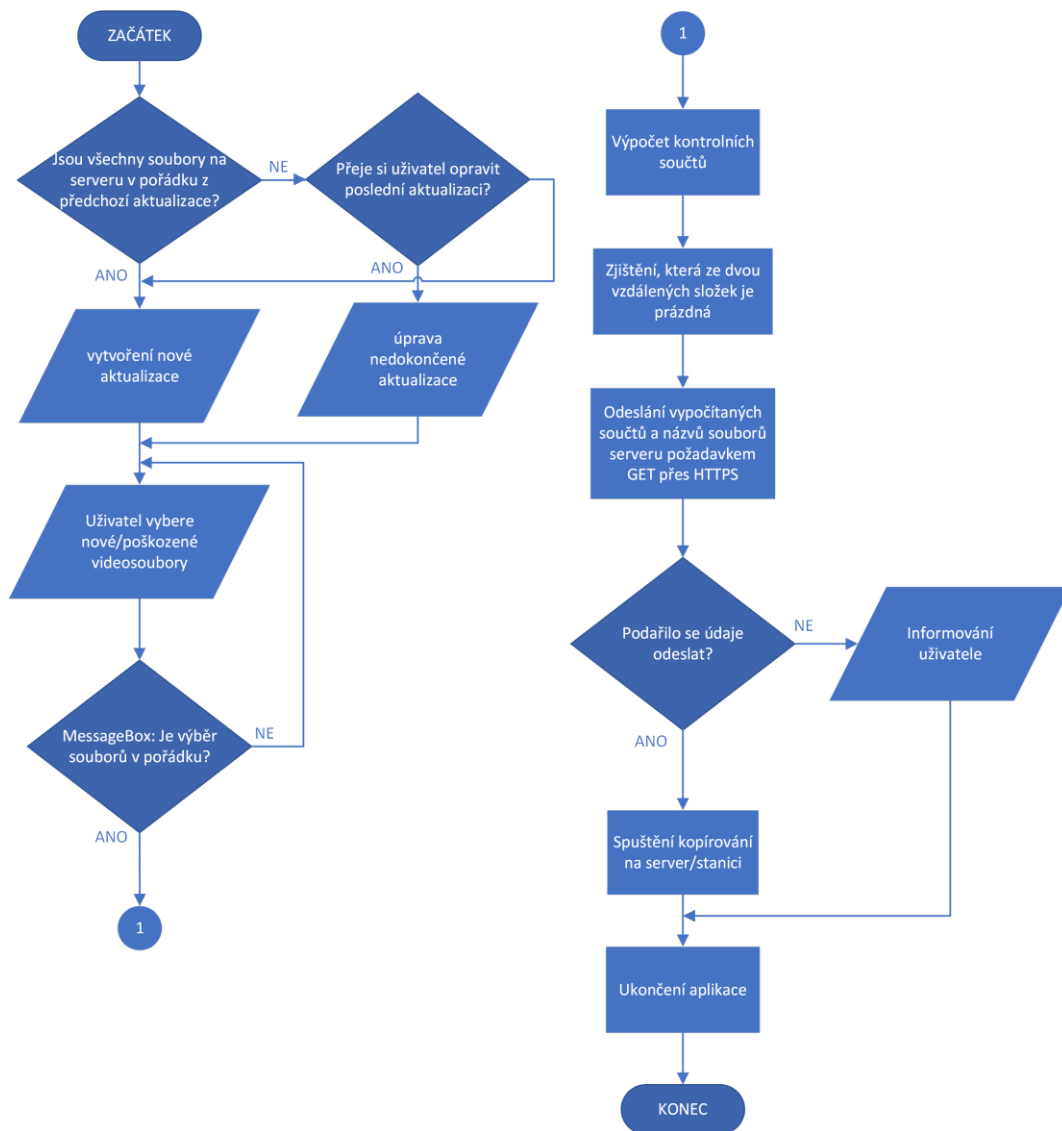 ZAČÁTEK
Jsou všechny soubory na
serveru v pořádku z
předchozí aktualizace?
NE
Přeje si uživatel opravit
poslední aktualizaci?
ANO
ANO
vytvoření nové
aktualizace
úprava
nedokončené
aktualizace
Uživatel vybere
nové/poškozené
videosoubory
MessageBox: Je výběr
souborů v pořádku?
NE
ANO
1
1
Výpočet kontrolních
součtů
Zjištění, která ze dvou
vzdálených složek je
prázdná
Odeslání vypočítaných
součtů a názvů souborů
serveru požadavkem
GET přes HTTPS
Podařilo se údaje
odeslat?
NE
Informování
uživatele
ANO
Spuštění kopírování
na server/stanici
Ukončení aplikace
KONEC